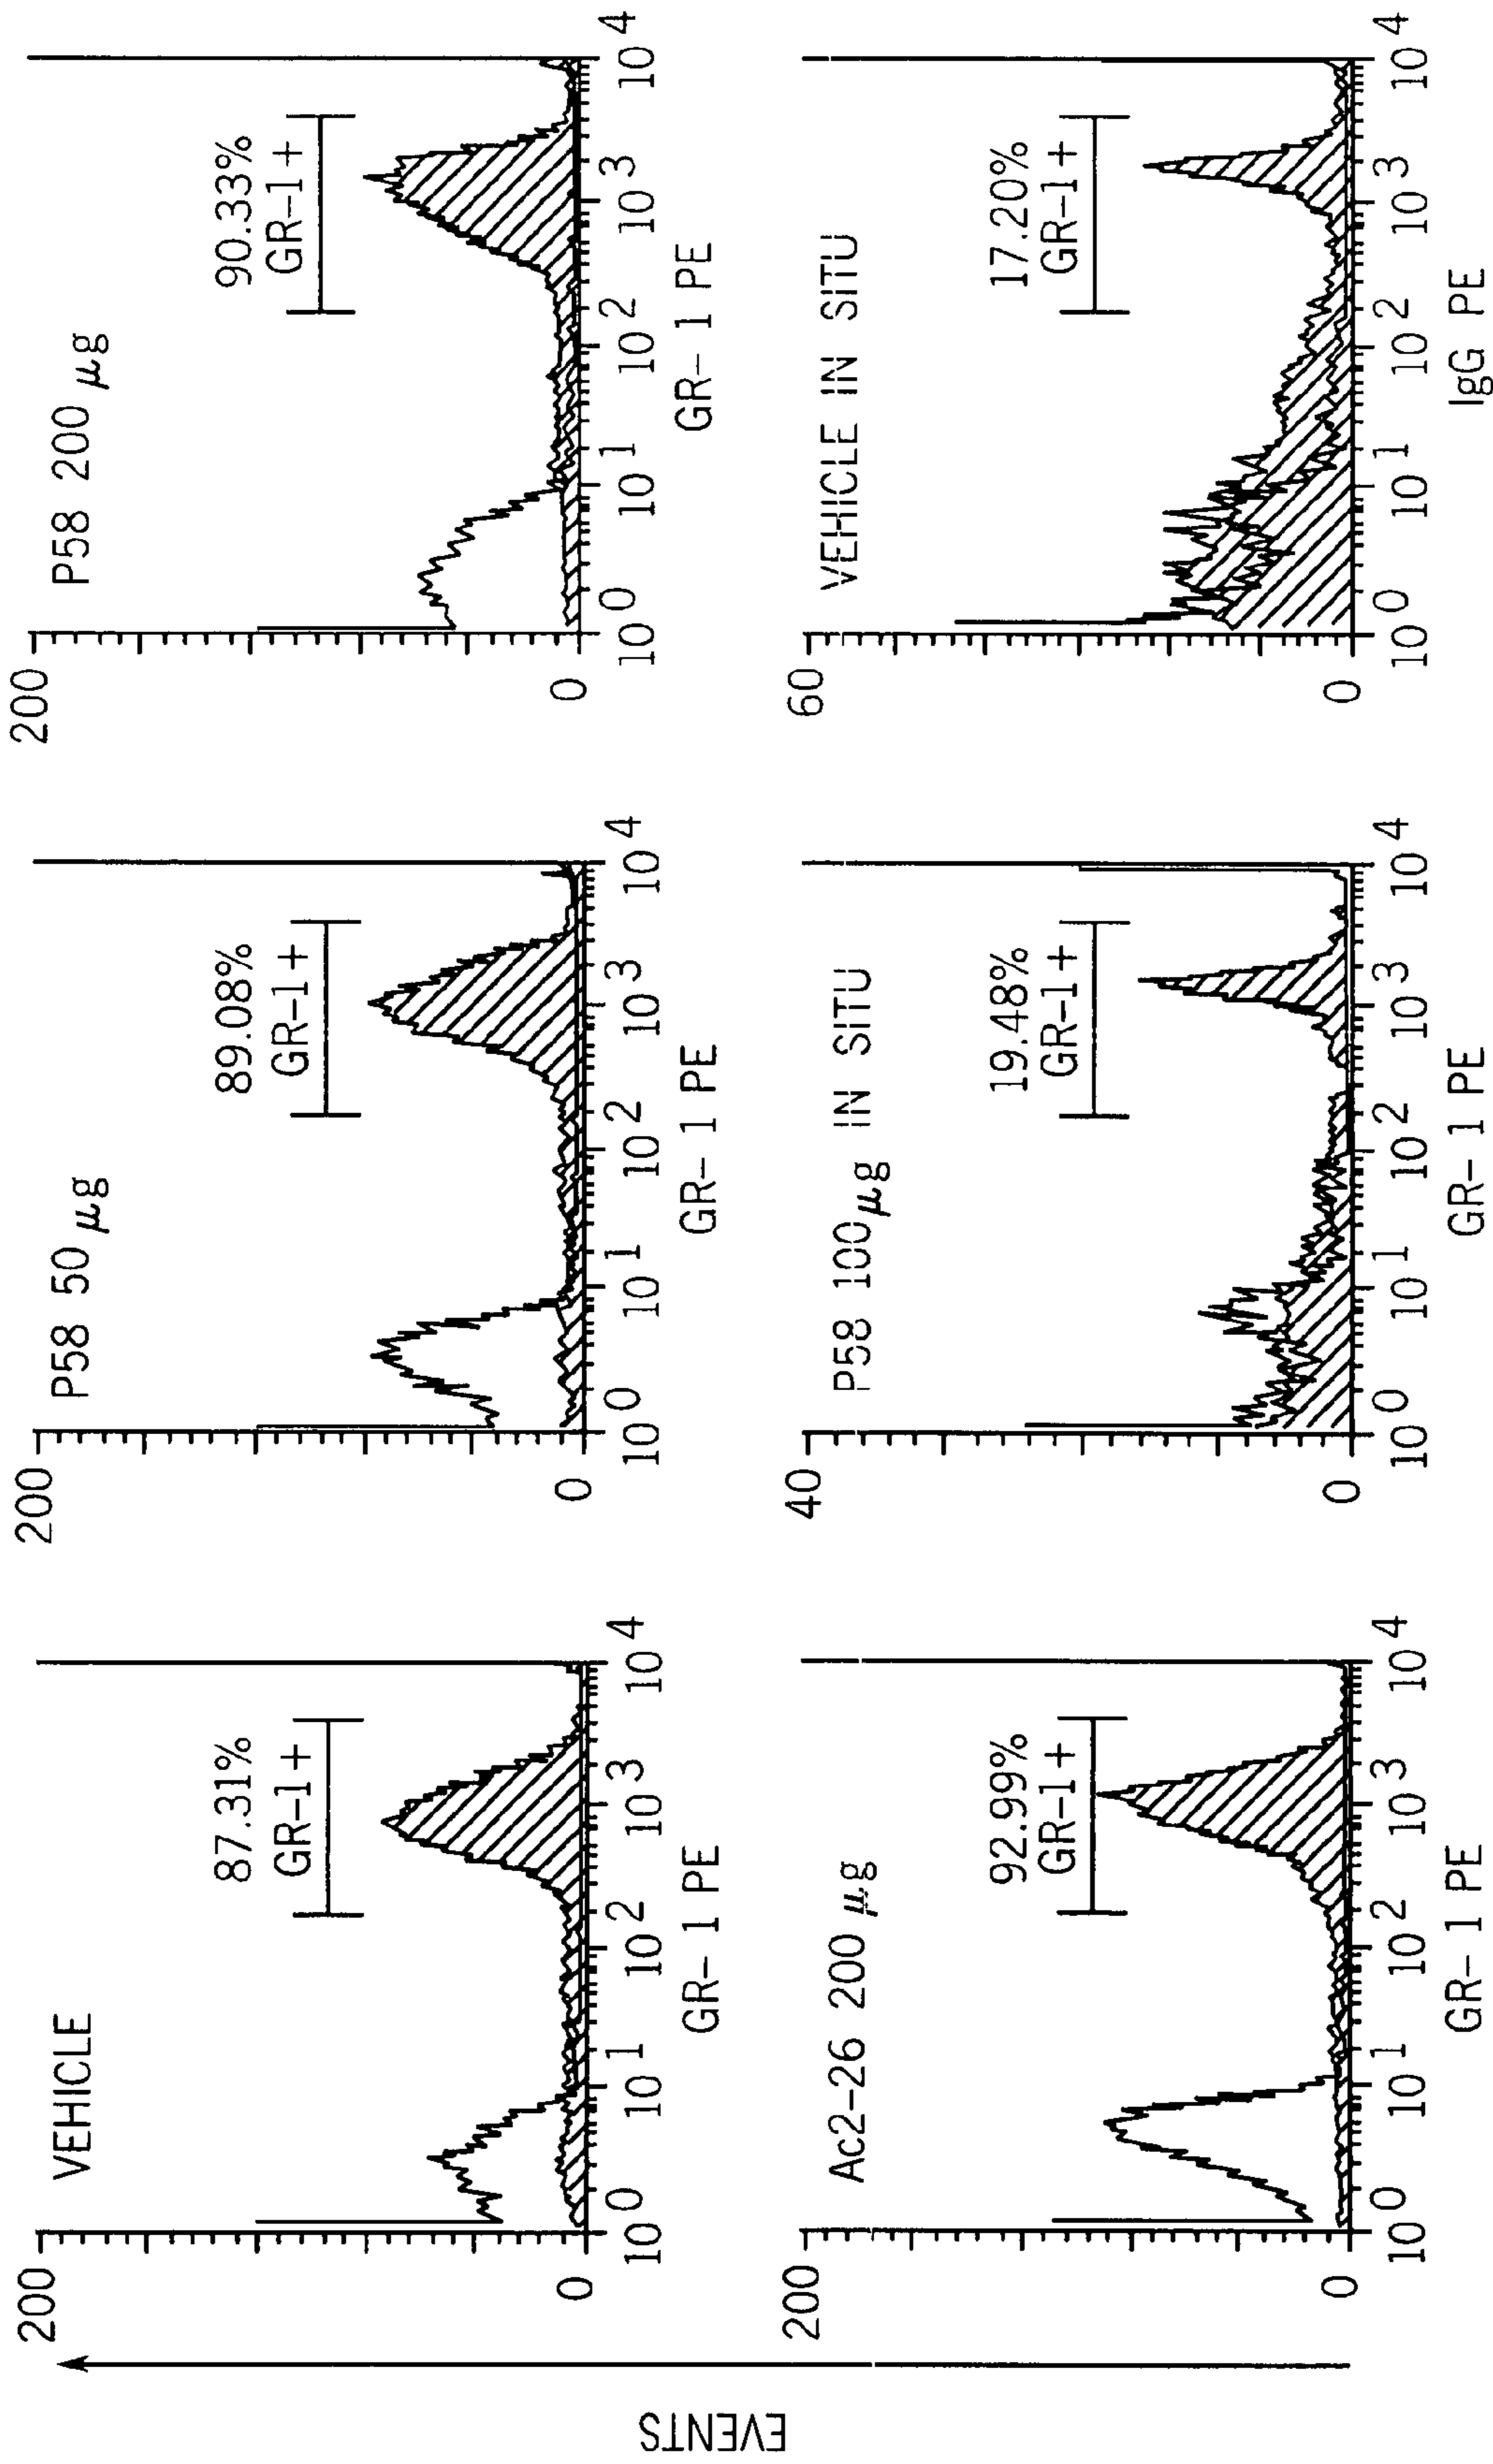 EVENTS
VEHICLE
200
87.31%
GR-1+
0
10^0 10^1 10^2 10^3 10^4
GR-1 PE
P58 50 µg
200
89.08%
GR-1+
0
10^0 10^1 10^2 10^3 10^4
GR-1 PE
P58 200 µg
200
90.33%
GR-1+
0
10^0 10^1 10^2 10^3 10^4
GR-1 PE
Ac2-26 200 µg
200
92.99%
GR-1+
0
10^0 10^1 10^2 10^3 10^4
GR-1 PE
P58 100µg IN SITU
40
19.48%
GR-1+
0
10^0 10^1 10^2 10^3 10^4
GR-1 PE
VEHICLE IN SITU
60
17.20%
GR-1+
0
10^0 10^1 10^2 10^3 10^4
IgG PE